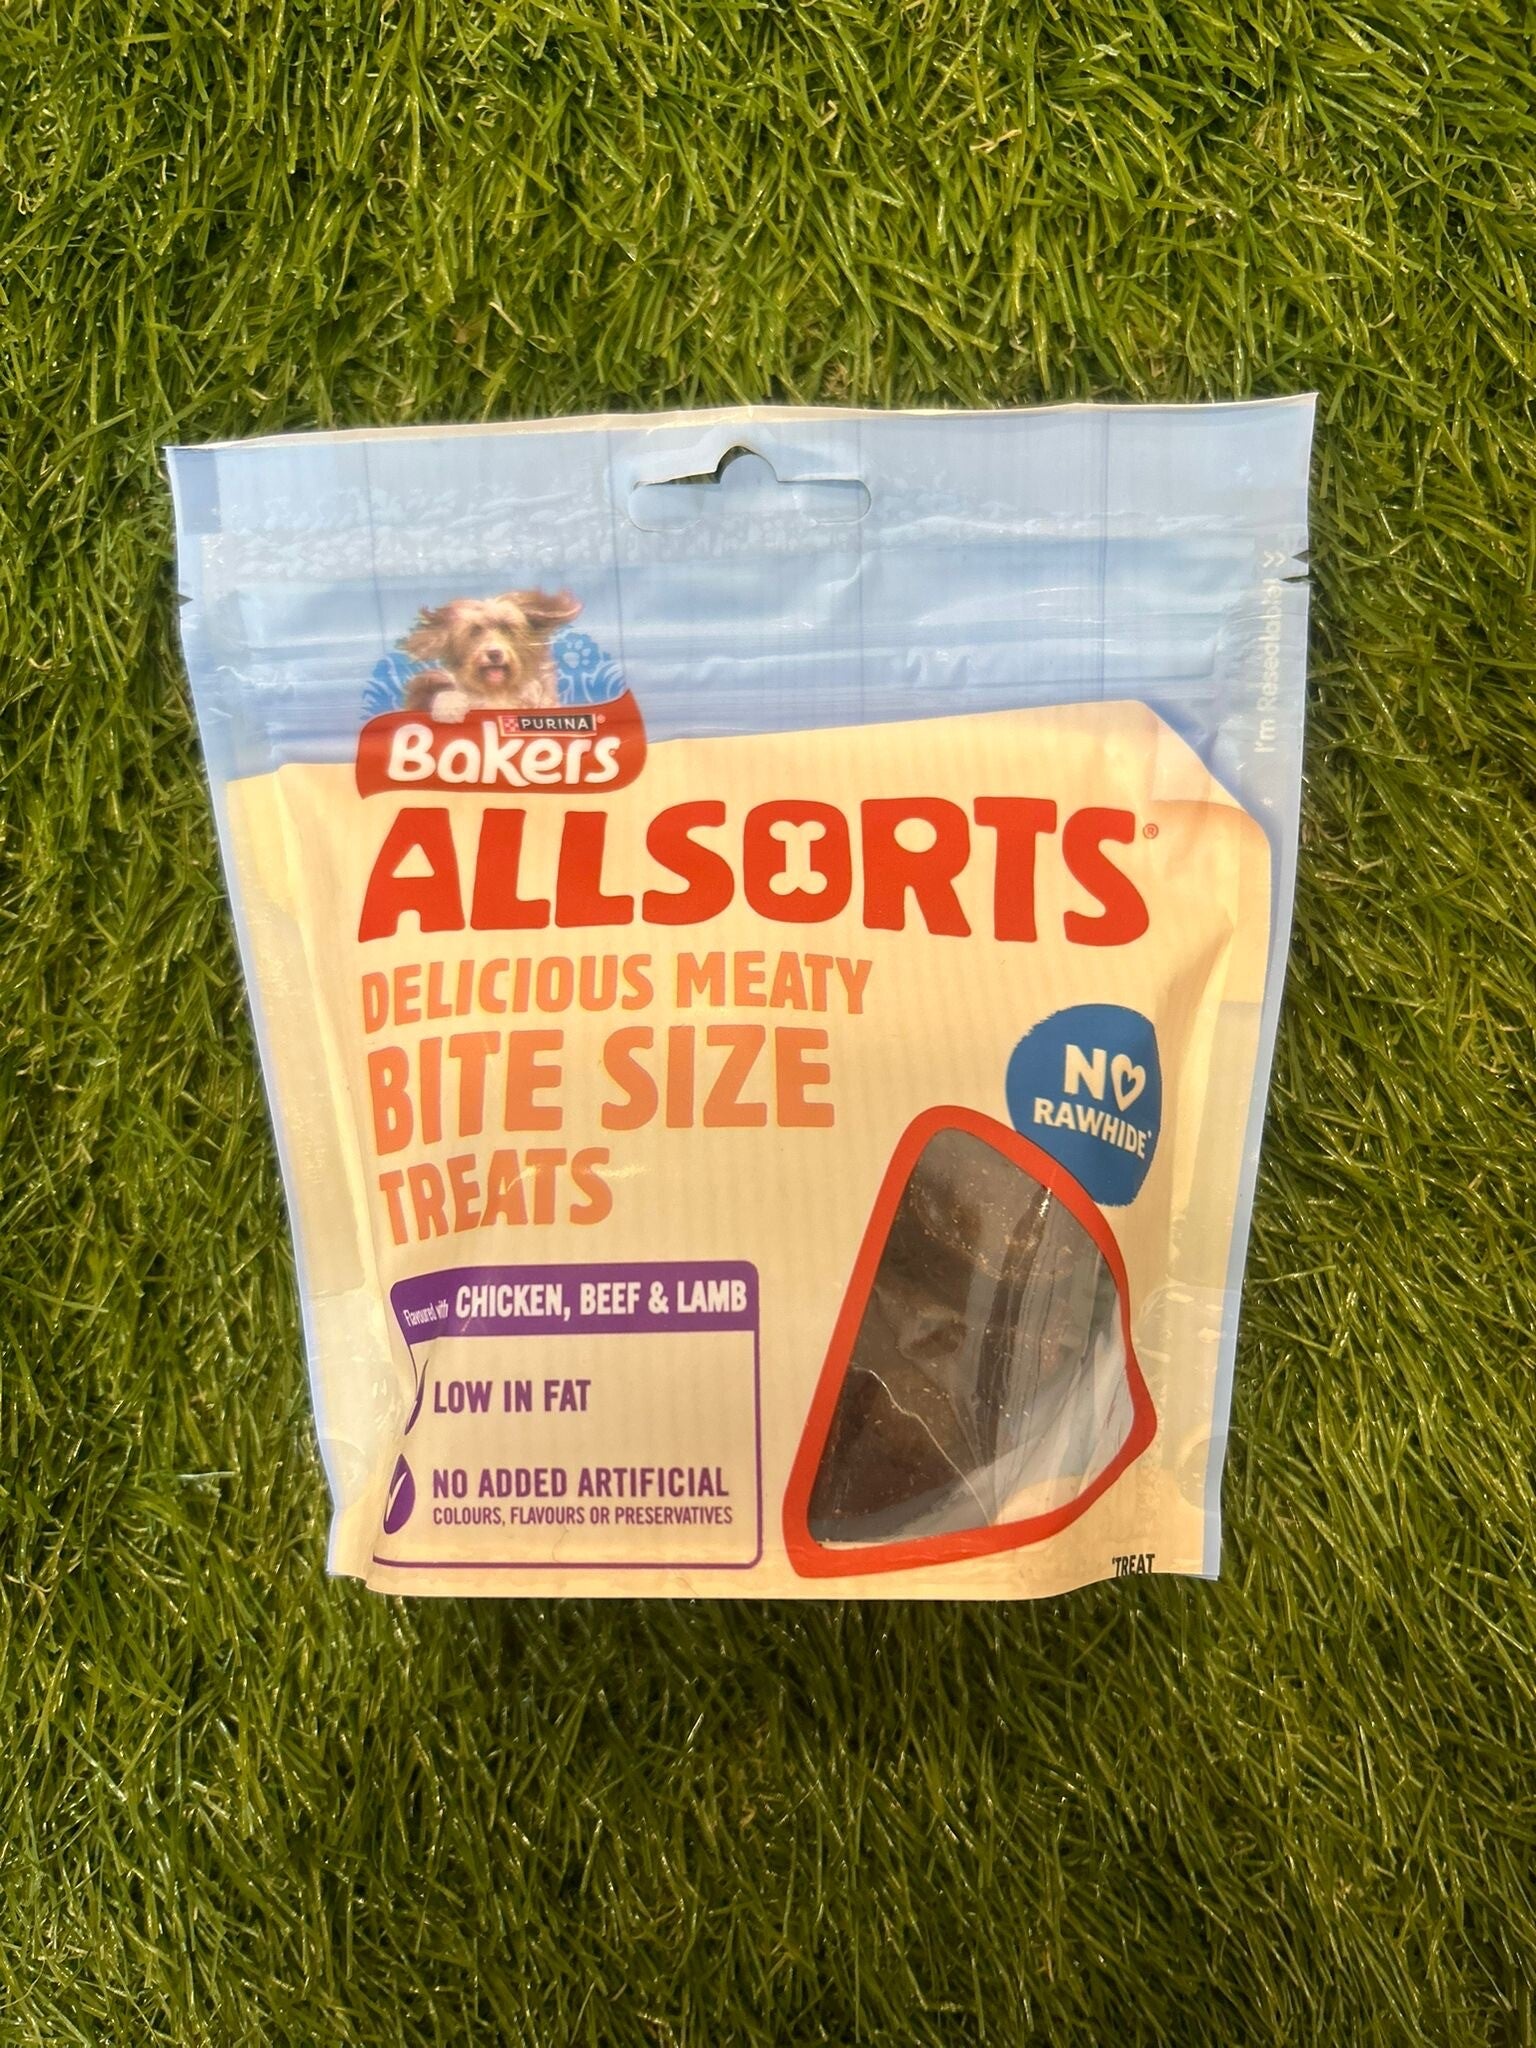 I'm Resealable! >>
PURINA®
Bakers
ALLSORTS®
DELICIOUS MEATY
BITE SIZE
TREATS
NO
RAWHIDE*
Flavoured with CHICKEN, BEEF & LAMB
LOW IN FAT
NO ADDED ARTIFICIAL
COLOURS, FLAVOURS OR PRESERVATIVES
*TREAT